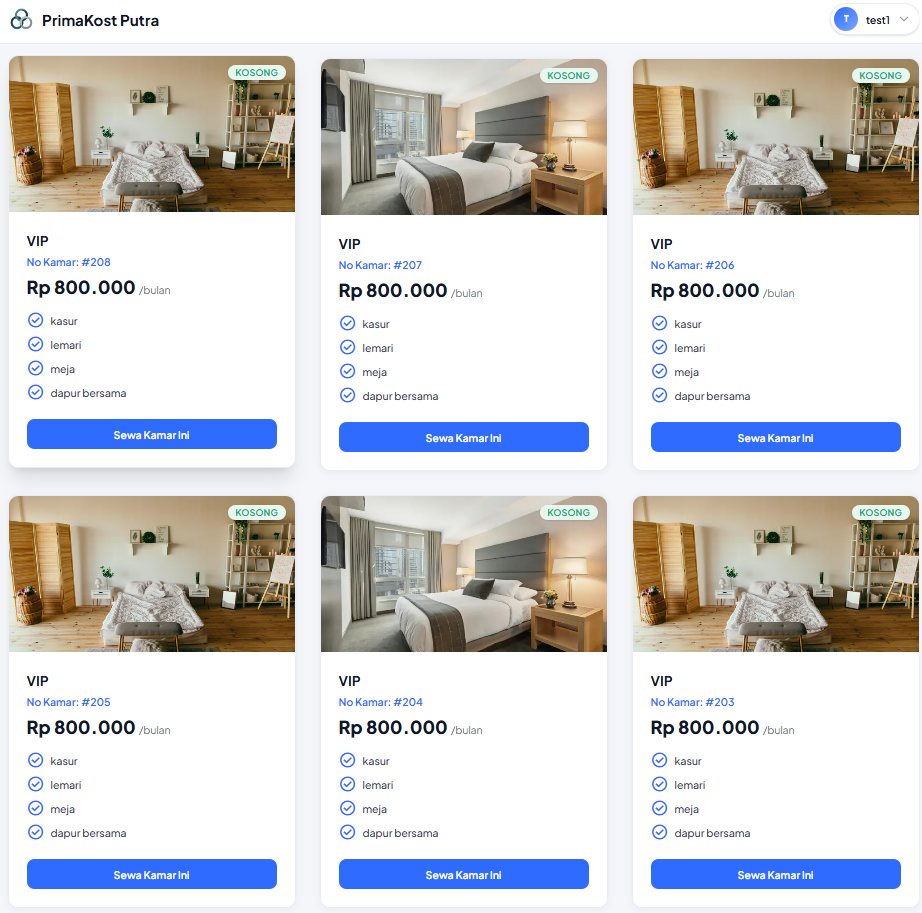 PrimaKost Putra
T
test1
KOSONG
VIP
No Kamar: #208
Rp 800.000 /bulan
kasur
lemari
meja
dapur bersama
Sewa Kamar Ini
KOSONG
VIP
No Kamar: #207
Rp 800.000 /bulan
kasur
lemari
meja
dapur bersama
Sewa Kamar Ini
KOSONG
VIP
No Kamar: #206
Rp 800.000 /bulan
kasur
lemari
meja
dapur bersama
Sewa Kamar Ini
KOSONG
VIP
No Kamar: #205
Rp 800.000 /bulan
kasur
lemari
meja
dapur bersama
Sewa Kamar Ini
KOSONG
VIP
No Kamar: #204
Rp 800.000 /bulan
kasur
lemari
meja
dapur bersama
Sewa Kamar Ini
KOSONG
VIP
No Kamar: #203
Rp 800.000 /bulan
kasur
lemari
meja
dapur bersama
Sewa Kamar Ini